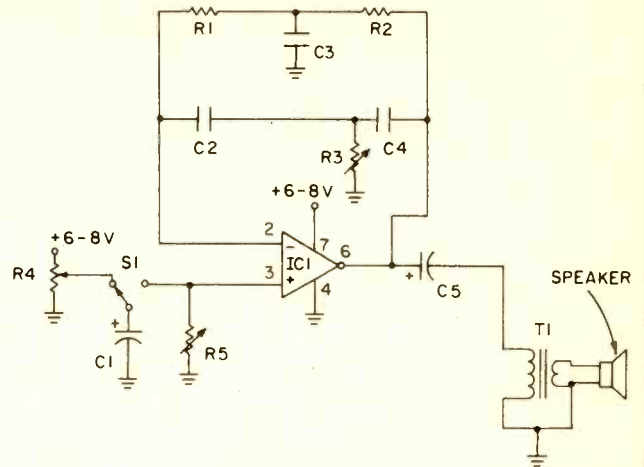 R1
R2
C3
C2
C4
R3
+6-8V
2
7
6
+6-8V
S1
-
IC1
R4
3
+
4
+
C5
SPEAKER
+
C1
R5
T1